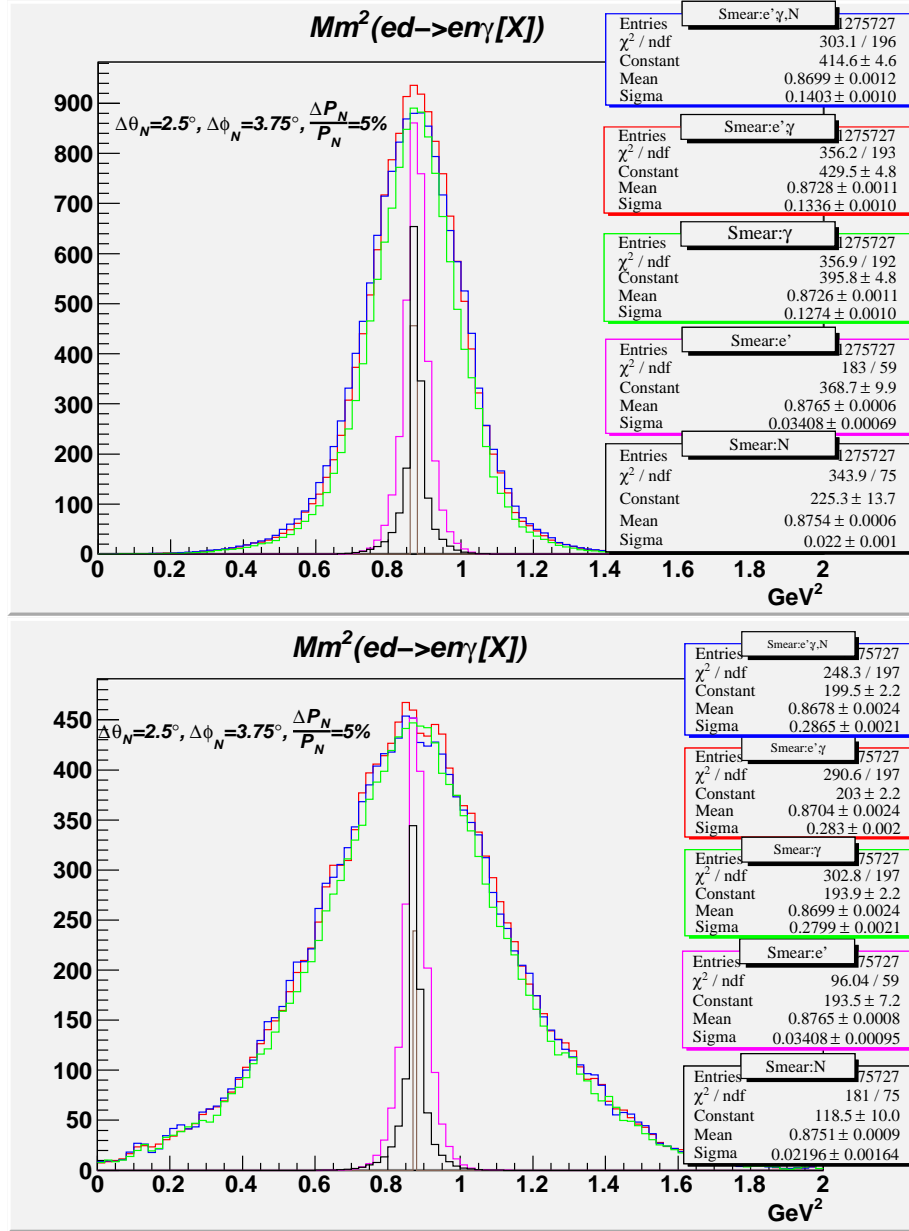 Mm²(ed->enγ[X])
Δθ_N=2.5°, Δϕ_N=3.75°, ΔP_N/P_N=5%
900
800
700
600
500
400
300
200
100
0
0 0.2 0.4 0.6 0.8 1 1.2 1.4 1.6 1.8 2
GeV²
Smear:e',γ,N
Entries 1275727
χ² / ndf 303.1 / 196
Constant 414.6 ± 4.6
Mean 0.8699 ± 0.0012
Sigma 0.1403 ± 0.0010
Smear:e',γ
Entries 1275727
χ² / ndf 356.2 / 193
Constant 429.5 ± 4.8
Mean 0.8728 ± 0.0011
Sigma 0.1336 ± 0.0010
Smear:γ
Entries 1275727
χ² / ndf 356.9 / 192
Constant 395.8 ± 4.8
Mean 0.8726 ± 0.0011
Sigma 0.1274 ± 0.0010
Smear:e'
Entries 1275727
χ² / ndf 183 / 59
Constant 368.7 ± 9.9
Mean 0.8765 ± 0.0006
Sigma 0.03408 ± 0.00069
Smear:N
Entries 1275727
χ² / ndf 343.9 / 75
Constant 225.3 ± 13.7
Mean 0.8754 ± 0.0006
Sigma 0.022 ± 0.001
Mm²(ed->enγ[X])
Δθ_N=2.5°, Δϕ_N=3.75°, ΔP_N/P_N=5%
450
400
350
300
250
200
150
100
50
0
0 0.2 0.4 0.6 0.8 1 1.2 1.4 1.6 1.8 2
GeV²
Smear:e',γ,N
Entries 75727
χ² / ndf 248.3 / 197
Constant 199.5 ± 2.2
Mean 0.8678 ± 0.0024
Sigma 0.2865 ± 0.0021
Smear:e',γ
Entries 75727
χ² / ndf 290.6 / 197
Constant 203 ± 2.2
Mean 0.8704 ± 0.0024
Sigma 0.283 ± 0.002
Smear:γ
Entries 75727
χ² / ndf 302.8 / 197
Constant 193.9 ± 2.2
Mean 0.8699 ± 0.0024
Sigma 0.2799 ± 0.0021
Smear:e'
Entries 75727
χ² / ndf 96.04 / 59
Constant 193.5 ± 7.2
Mean 0.8765 ± 0.0008
Sigma 0.03408 ± 0.00095
Smear:N
Entries 75727
χ² / ndf 181 / 75
Constant 118.5 ± 10.0
Mean 0.8751 ± 0.0009
Sigma 0.02196 ± 0.00164